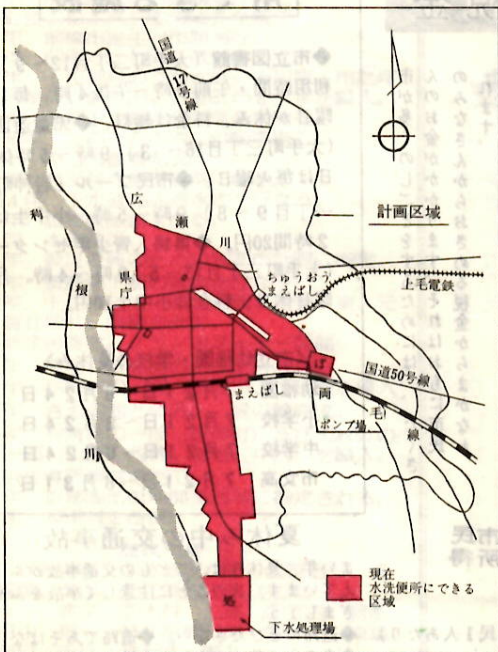 国道17号線
広瀬川
計画区域
利根川
県庁
ちゅうおう
まえばし
上毛電鉄
国道50号線
まえばし
両毛線
ポンプ場
処
下水処理場
現在
水洗便所にできる
区域